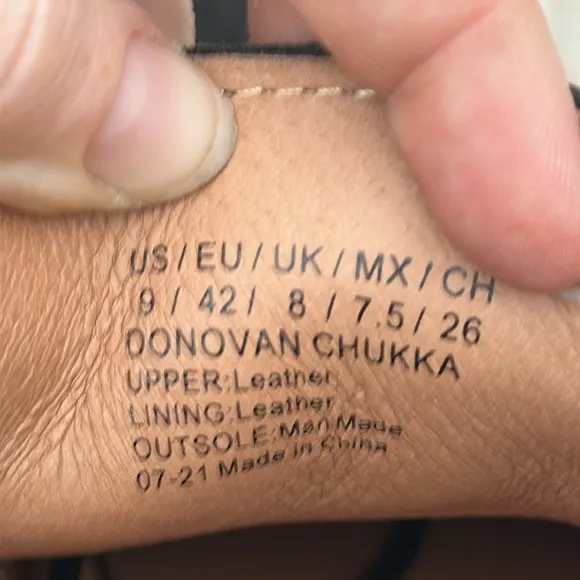 US/EU/UK/MX/CH
9 / 42 / 8 / 7.5 / 26
DONOVAN CHUKKA
UPPER:Leather
LINING:Leather
OUTSOLE:Man Made
07-21 Made in China